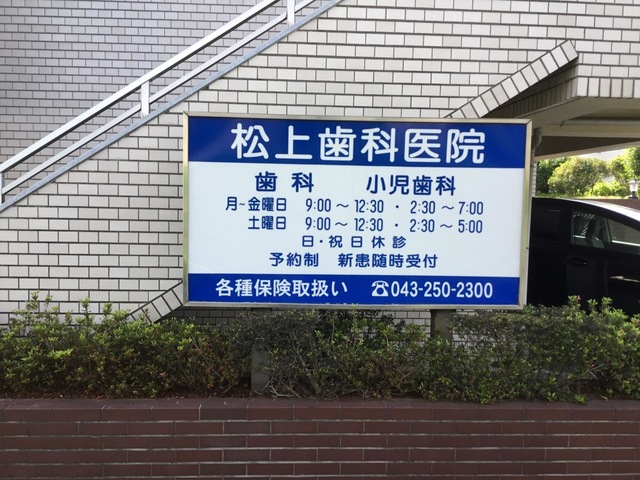 松上歯科医院
歯科 小児歯科
月~金曜日 9:00〜12:30・2:30〜7:00
土曜日 9:00〜12:30・2:30〜5:00
日・祝日休診
予約制 新患随時受付
各種保険取扱い ☎043-250-2300